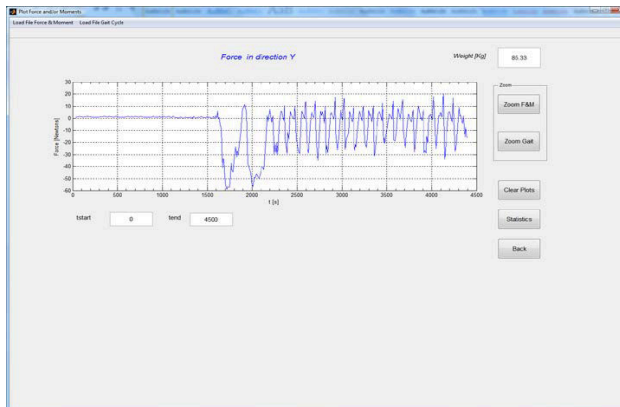 Plot Force and/or Moments
Load File Force & Moment Load File Gait Cycle
Force in direction Y
Weight [Kg]
85.33
Zoom
Zoom F&M
Zoom Gait
Clear Plots
Statistics
Back
Force [Newtons]
30
20
10
0
-10
-20
-30
-40
-50
-60
0 500 1000 1500 2000 2500 3000 3500 4000 4500
t [s]
tstart 0 tend 4500